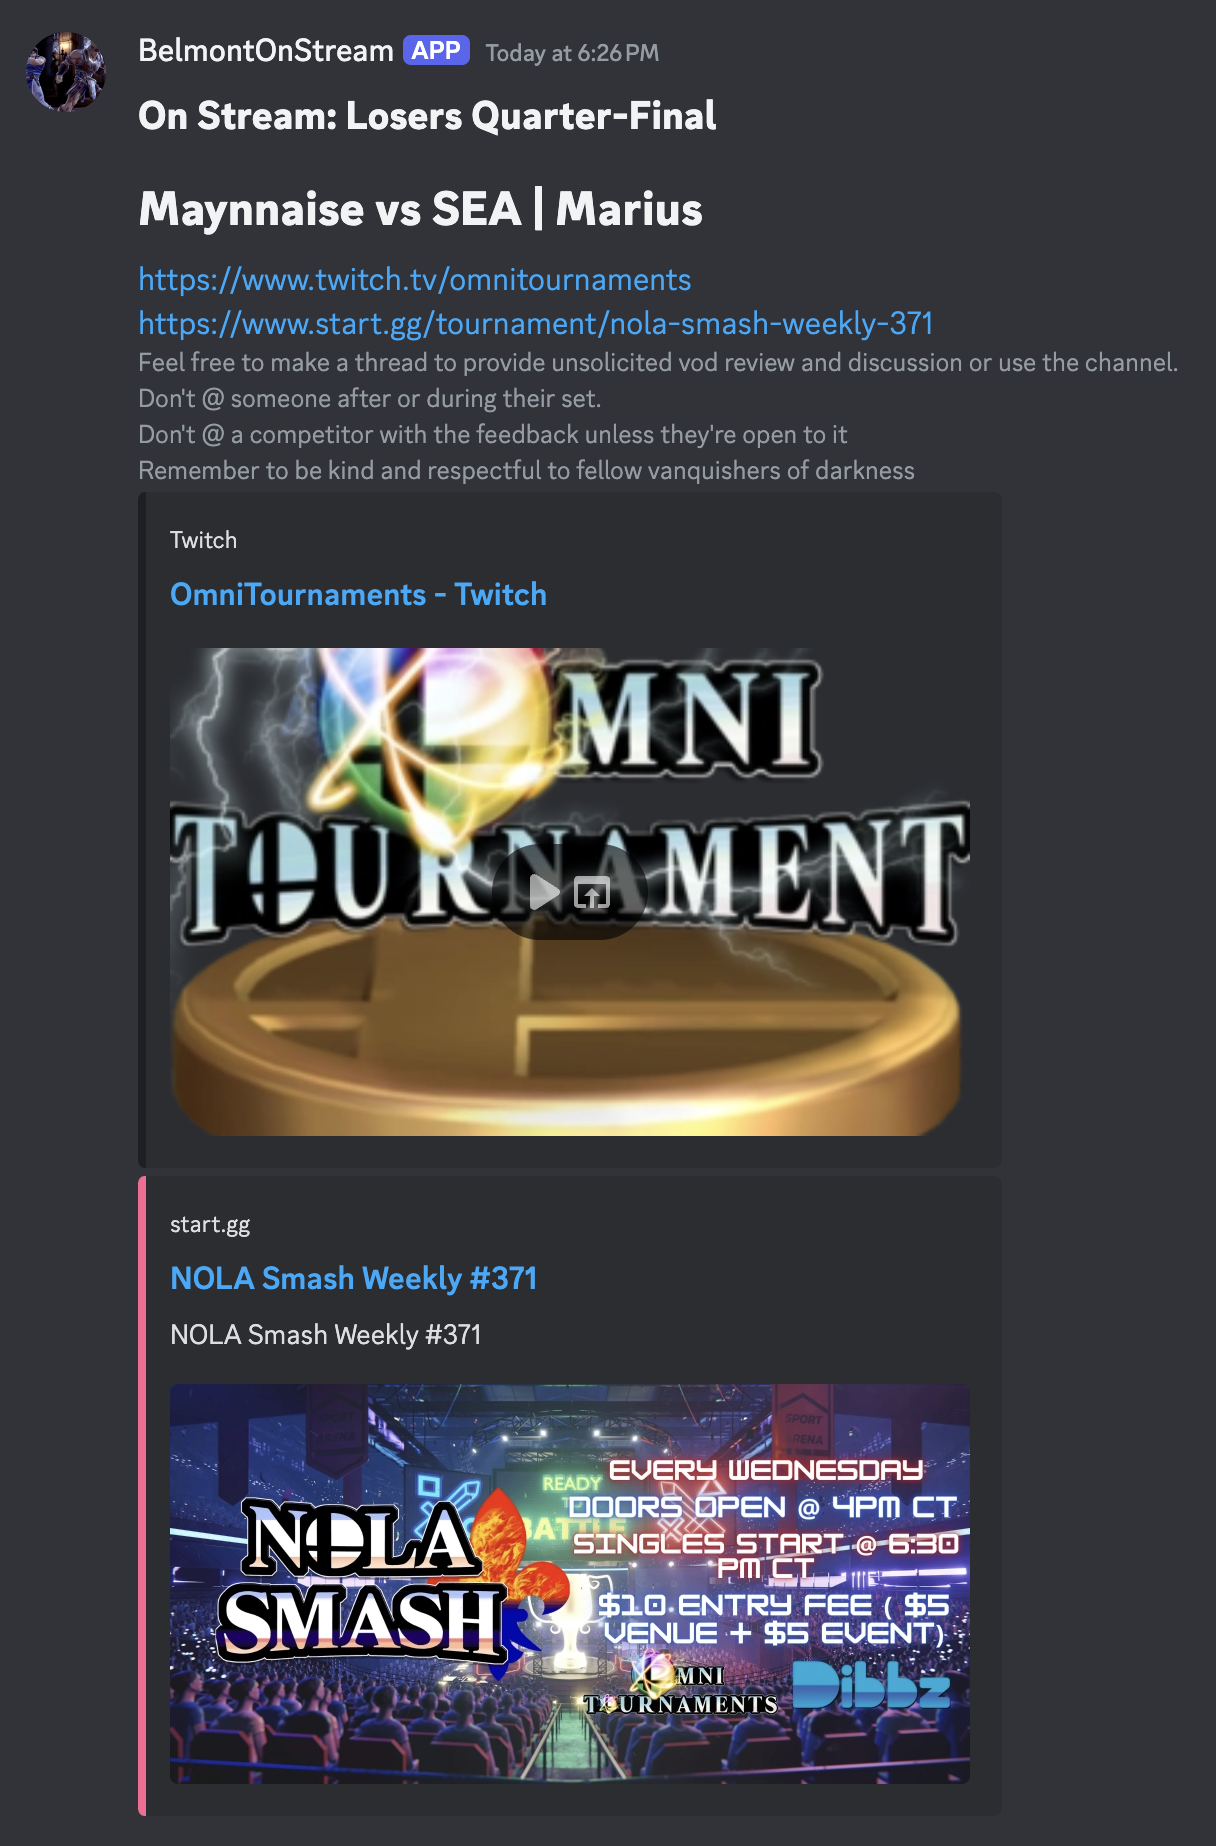 BelmontOnStream APP Today at 6:26 PM
On Stream: Losers Quarter-Final
Maynnaise vs SEA | Marius
https://www.twitch.tv/omnitournaments
https://www.start.gg/tournament/nola-smash-weekly-371
Feel free to make a thread to provide unsolicited vod review and discussion or use the channel.
Don't @ someone after or during their set.
Don't @ a competitor with the feedback unless they're open to it
Remember to be kind and respectful to fellow vanquishers of darkness
Twitch
OmniTournaments - Twitch
OMNI
TOURNAMENT
start.gg
NOLA Smash Weekly #371
NOLA Smash Weekly #371
SPORT
ARENA
SPORT
ARENA
READY
TO
BATTLE
NOLA
SMASH
EVERY WEDNESDAY
DOORS OPEN @ 4PM CT
SINGLES START @ 6:30
PM CT
$10 ENTRY FEE ( $5
VENUE + $5 EVENT)
OMNI
TOURNAMENTS
Dibbz